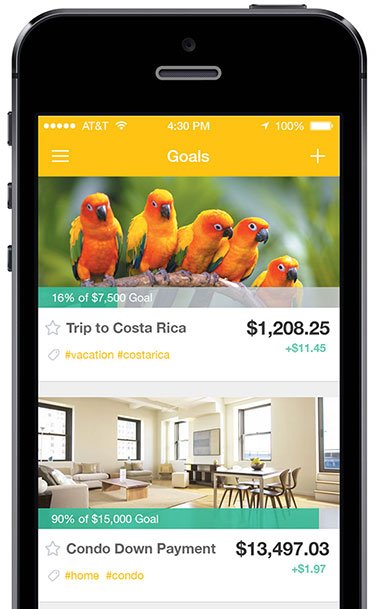 AT&T 4:30 PM 100%
Goals
16% of $7,500 Goal
Trip to Costa Rica $1,208.25
+$11.45
#vacation #costarica
90% of $15,000 Goal
Condo Down Payment $13,497.03
+$1.97
#home #condo